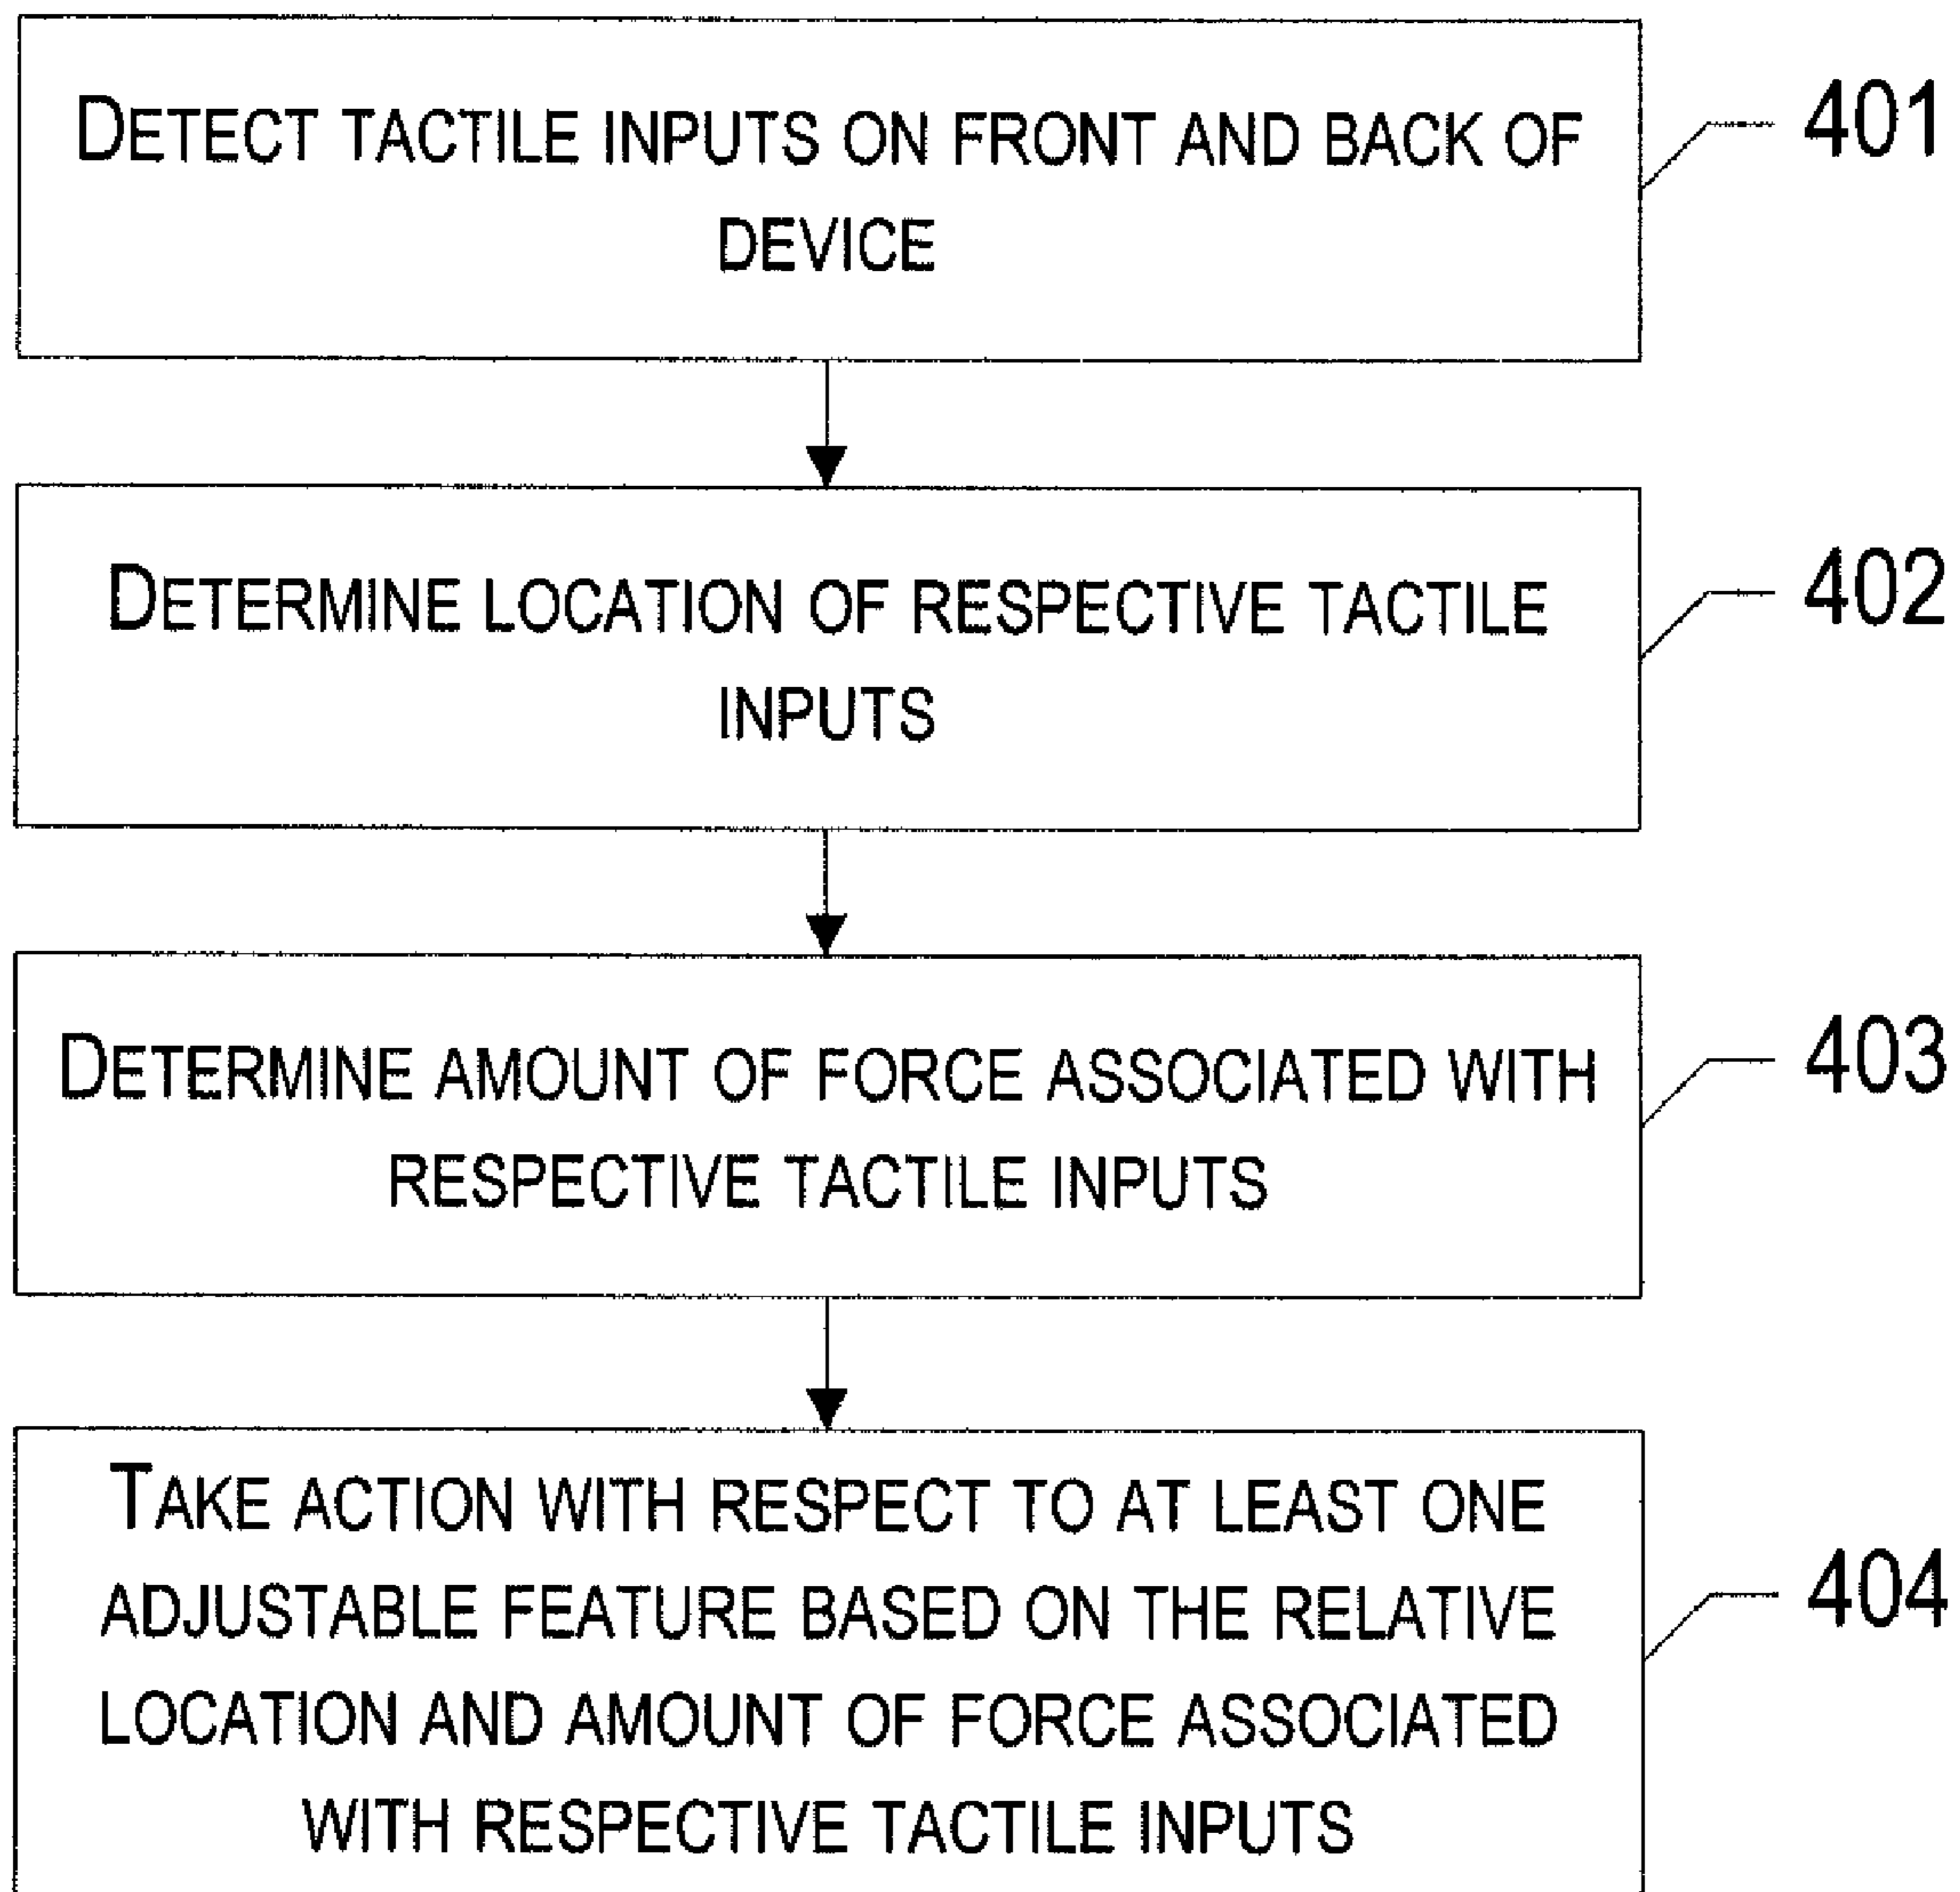 DETECT TACTILE INPUTS ON FRONT AND BACK OF
DEVICE
401
DETERMINE LOCATION OF RESPECTIVE TACTILE
INPUTS
402
DETERMINE AMOUNT OF FORCE ASSOCIATED WITH
RESPECTIVE TACTILE INPUTS
403
TAKE ACTION WITH RESPECT TO AT LEAST ONE
ADJUSTABLE FEATURE BASED ON THE RELATIVE
LOCATION AND AMOUNT OF FORCE ASSOCIATED
WITH RESPECTIVE TACTILE INPUTS
404